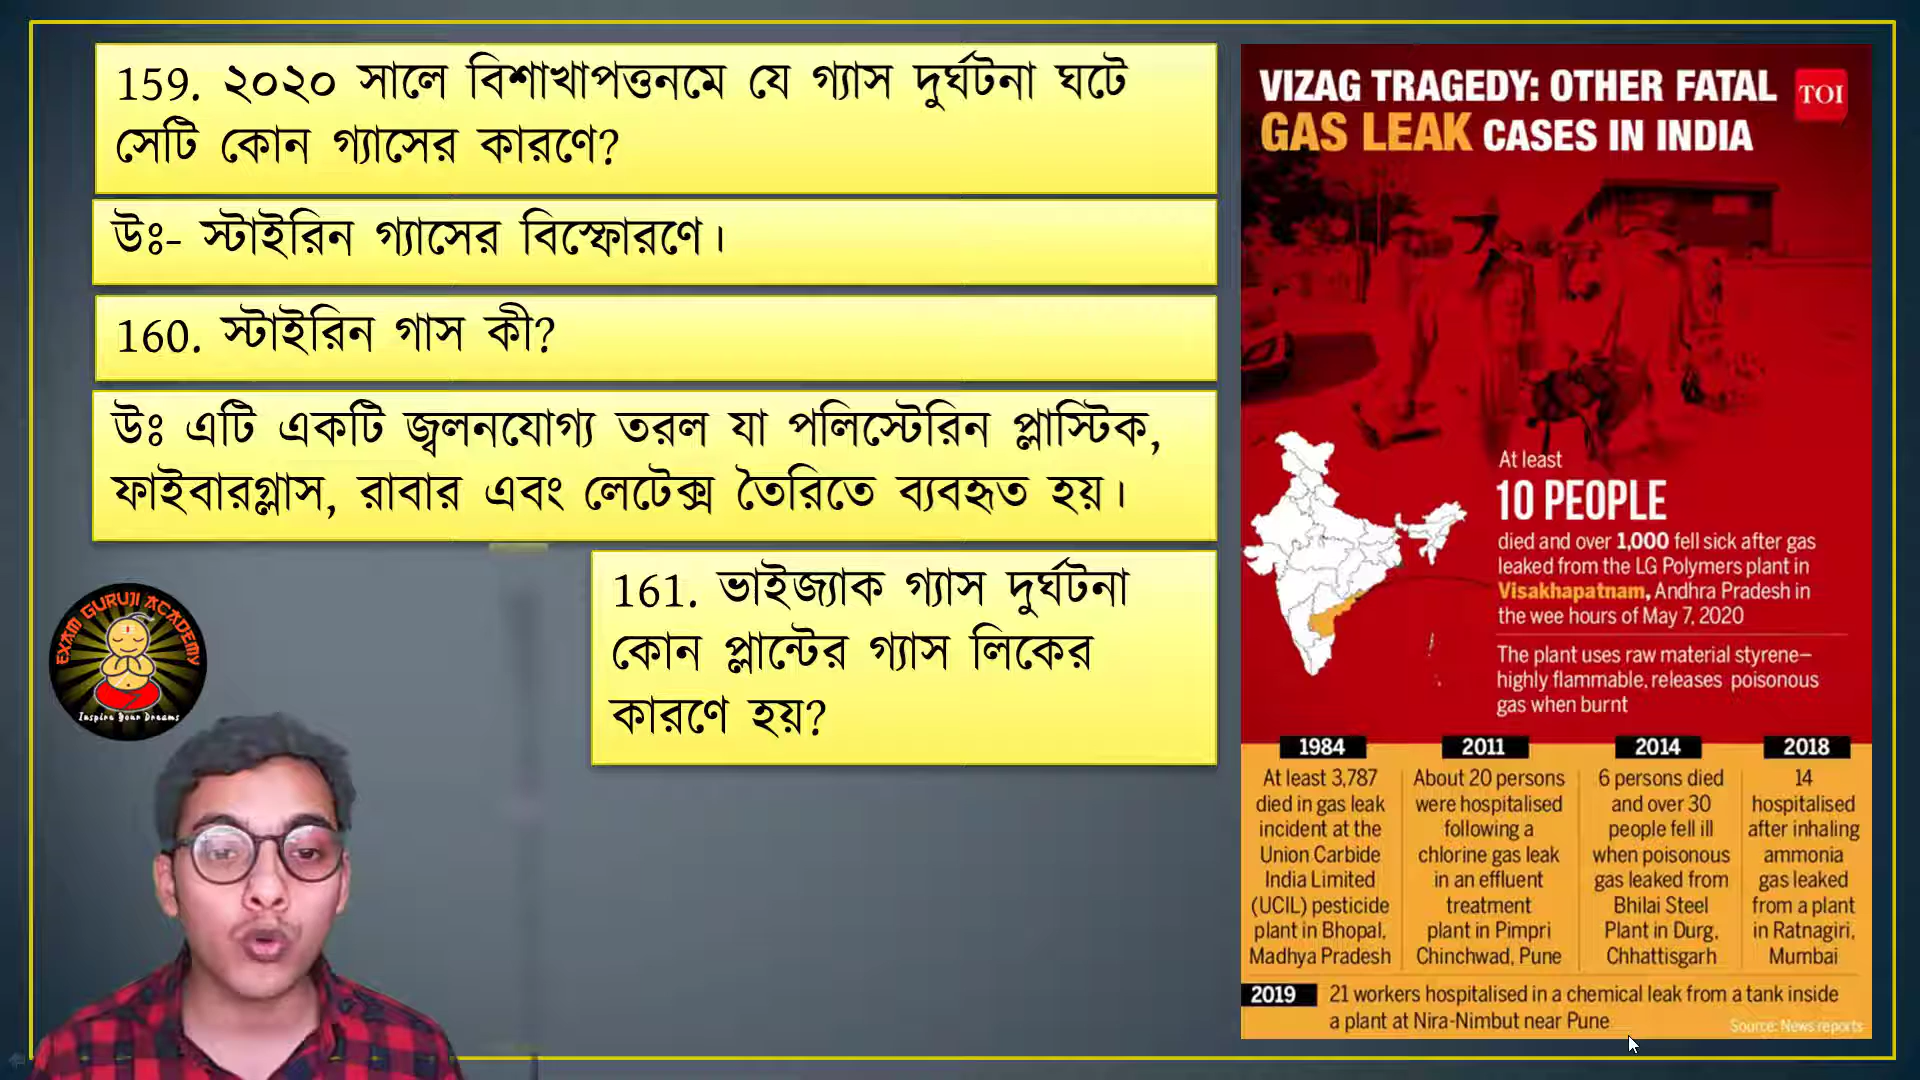 159. ২০২০ সালে বিশাখাপত্তনমে যে গ্যাস দুর্ঘটনা ঘটে
সেটি কোন গ্যাসের কারণে?
উঃ- স্টাইরিন গ্যাসের বিস্ফোরণে।
160. স্টাইরিন গাস কী?
উঃ এটি একটি জ্বলনযোগ্য তরল যা পলিস্টেরিন প্লাস্টিক,
ফাইবারগ্লাস, রাবার এবং লেটেক্স তৈরিতে ব্যবহৃত হয়।
161. ভাইজ্যাক গ্যাস দুর্ঘটনা
কোন প্লান্টের গ্যাস লিকের
কারণে হয়?
EXAM GURUJI ACADEMY
Inspire Your Dreams
VIZAG TRAGEDY: OTHER FATAL
TOI
GAS LEAK CASES IN INDIA
At least
10 PEOPLE
died and over 1,000 fell sick after gas
leaked from the LG Polymers plant in
Visakhapatnam, Andhra Pradesh in
the wee hours of May 7, 2020
The plant uses raw material styrene–
highly flammable, releases poisonous
gas when burnt
1984
At least 3,787
died in gas leak
incident at the
Union Carbide
India Limited
(UCIL) pesticide
plant in Bhopal,
Madhya Pradesh
2011
About 20 persons
were hospitalised
following a
chlorine gas leak
in an effluent
treatment
plant in Pimpri
Chinchwad, Pune
2014
6 persons died
and over 30
people fell ill
when poisonous
gas leaked from
Bhilai Steel
Plant in Durg,
Chhattisgarh
2018
14
hospitalised
after inhaling
ammonia
gas leaked
from a plant
in Ratnagiri,
Mumbai
2019
21 workers hospitalised in a chemical leak from a tank inside
a plant at Nira-Nimbut near Pune
Source: News reports